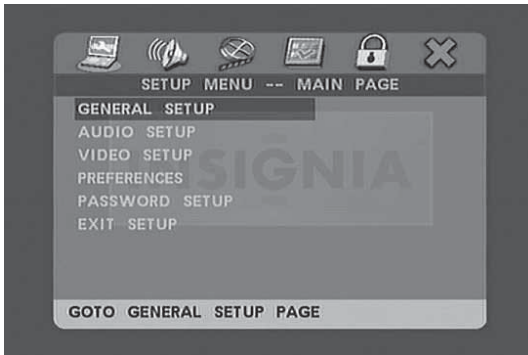 SETUP MENU -- MAIN PAGE
GENERAL SETUP
AUDIO SETUP
VIDEO SETUP
PREFERENCES
PASSWORD SETUP
EXIT SETUP
INSIGNIA
GOTO GENERAL SETUP PAGE